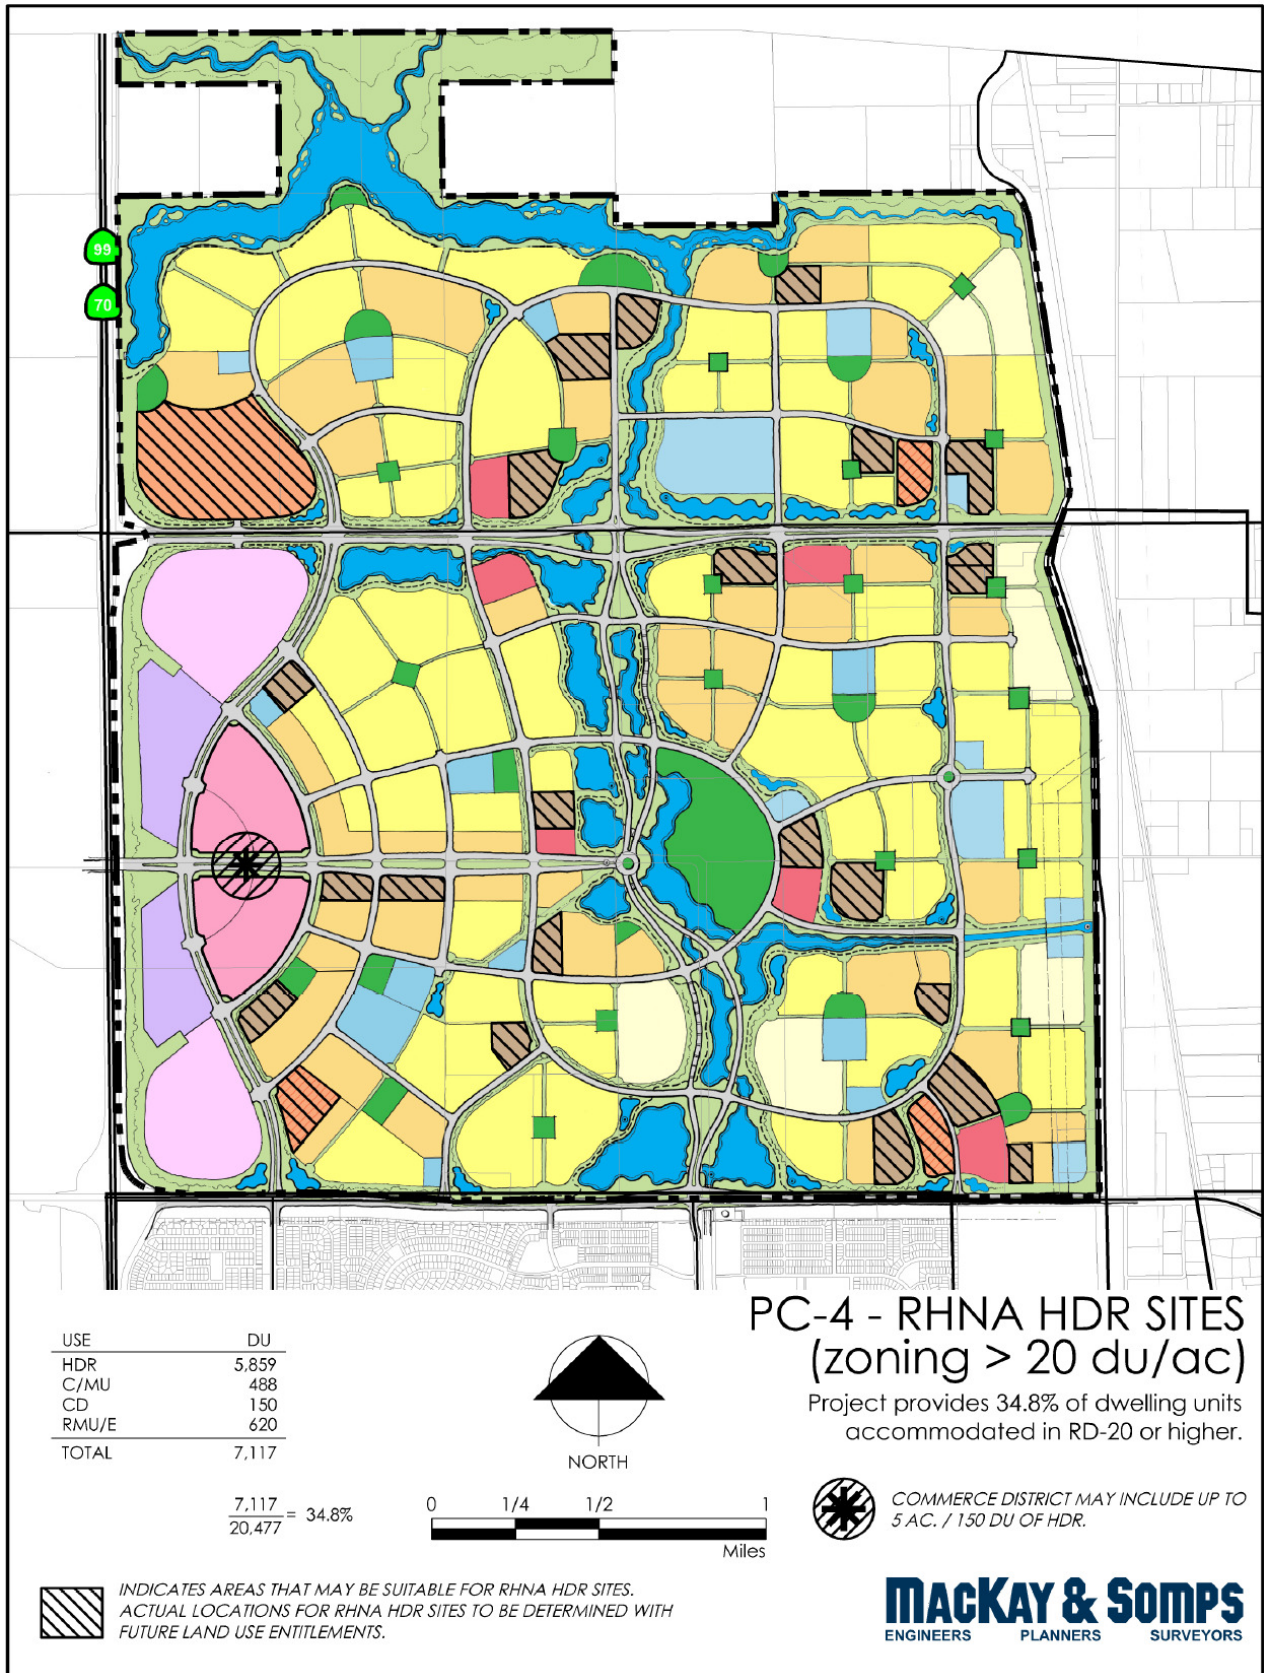 99
70
PC-4 - RHNA HDR SITES
(zoning > 20 du/ac)
Project provides 34.8% of dwelling units
accommodated in RD-20 or higher.
USE DU
HDR 5,859
C/MU 488
CD 150
RMU/E 620
TOTAL 7,117
7,117
20,477 = 34.8%
NORTH
0 1/4 1/2 1
Miles
COMMERCE DISTRICT MAY INCLUDE UP TO
5 AC. / 150 DU OF HDR.
INDICATES AREAS THAT MAY BE SUITABLE FOR RHNA HDR SITES.
ACTUAL LOCATIONS FOR RHNA HDR SITES TO BE DETERMINED WITH
FUTURE LAND USE ENTITLEMENTS.
MACKAY & SOMPS
ENGINEERS PLANNERS SURVEYORS